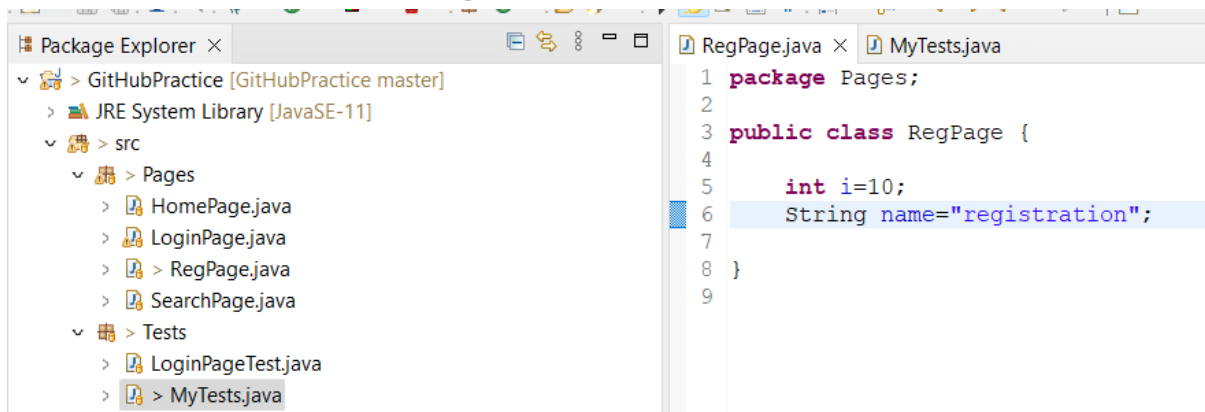 Package Explorer
> GitHubPractice [GitHubPractice master]
JRE System Library [JavaSE-11]
> src
> Pages
HomePage.java
LoginPage.java
> RegPage.java
SearchPage.java
> Tests
LoginPageTest.java
> MyTests.java
RegPage.java MyTests.java
1 package Pages;
2
3 public class RegPage {
4
5 int i=10;
6 String name="registration";
7
8 }
9